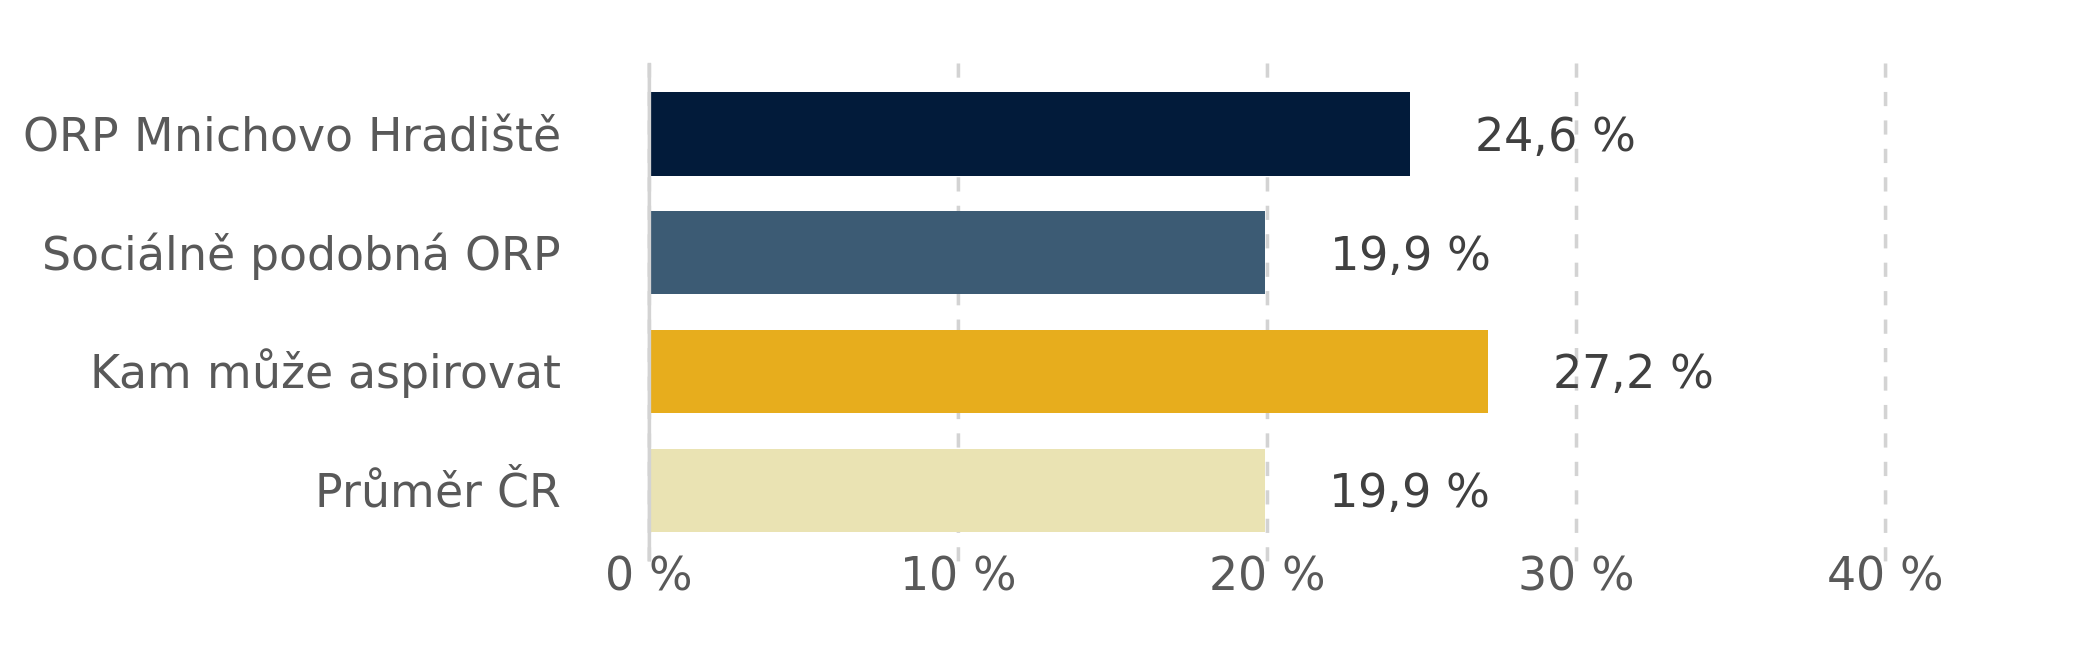 ORP Mnichovo Hradiště 24,6 %
Sociálně podobná ORP 19,9 %
Kam může aspirovat 27,2 %
Průměr ČR 19,9 %
0 % 10 % 20 % 30 % 40 %